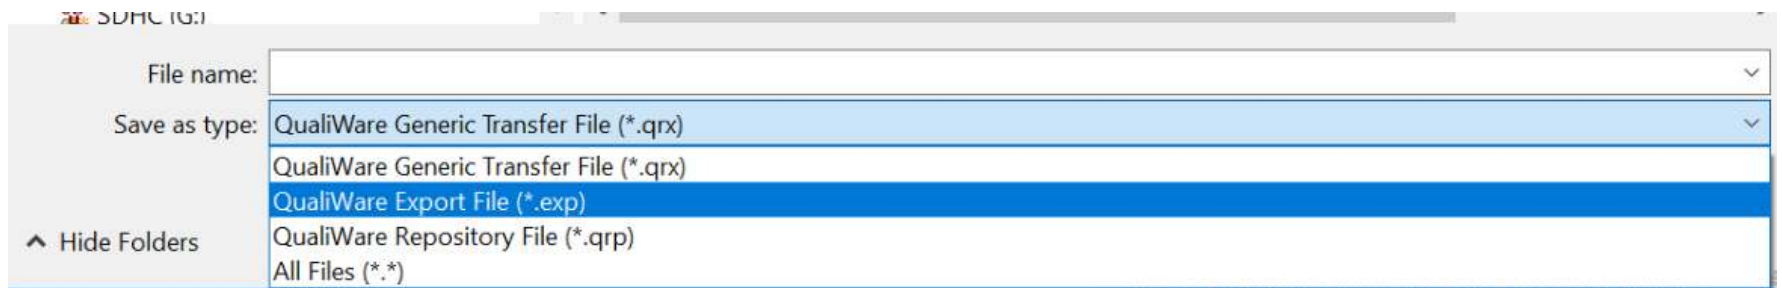 SDHC (G:)
File name:
Save as type: QualiWare Generic Transfer File (*.qrx)
QualiWare Generic Transfer File (*.qrx)
QualiWare Export File (*.exp)
QualiWare Repository File (*.qrp)
All Files (*.*)
Hide Folders